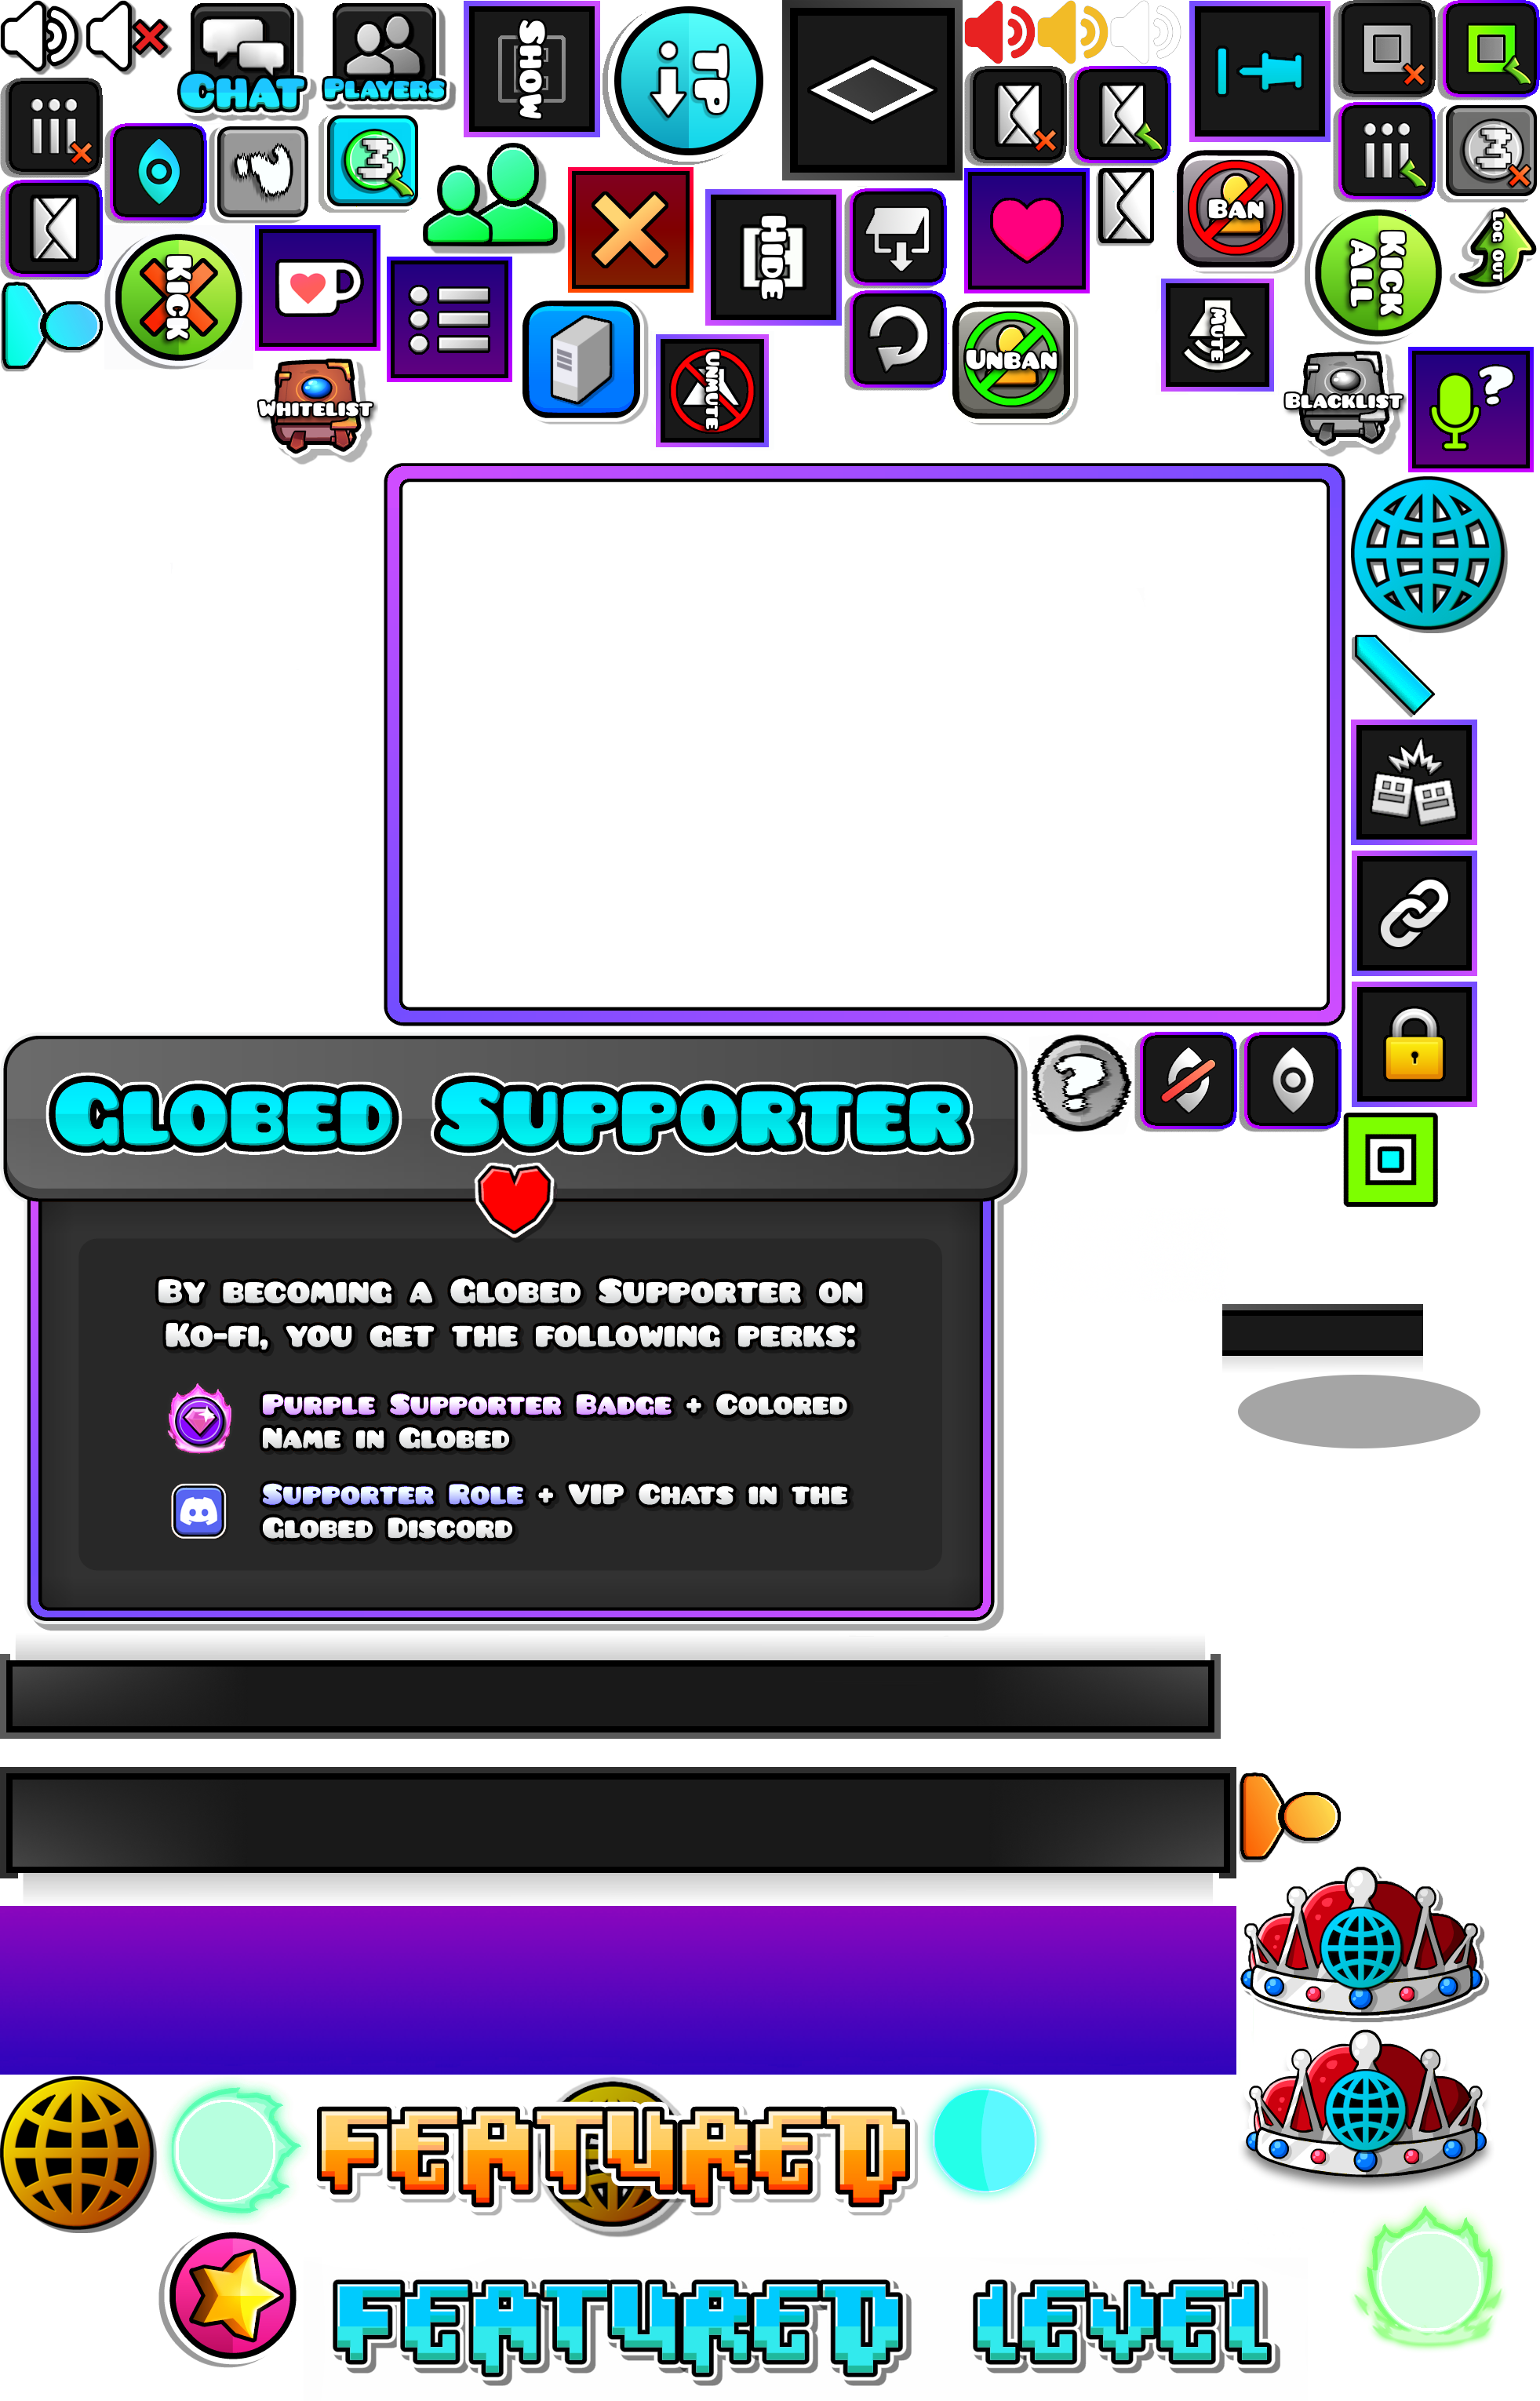 CHAT
PLAYERS
SHOW
TP
M
M
BAN
LOG OUT
KICK
HIDE
KICK ALL
MUTE
UNMUTE
UNBAN
WHITELIST
BLACKLIST
?
GLOBED SUPPORTER
?
BY BECOMING A GLOBED SUPPORTER ON
KO-FI, YOU GET THE FOLLOWING PERKS:
PURPLE SUPPORTER BADGE + COLORED
NAME IN GLOBED
SUPPORTER ROLE + VIP CHATS IN THE
GLOBED DISCORD
FEATURED
FEATURED LEVEL